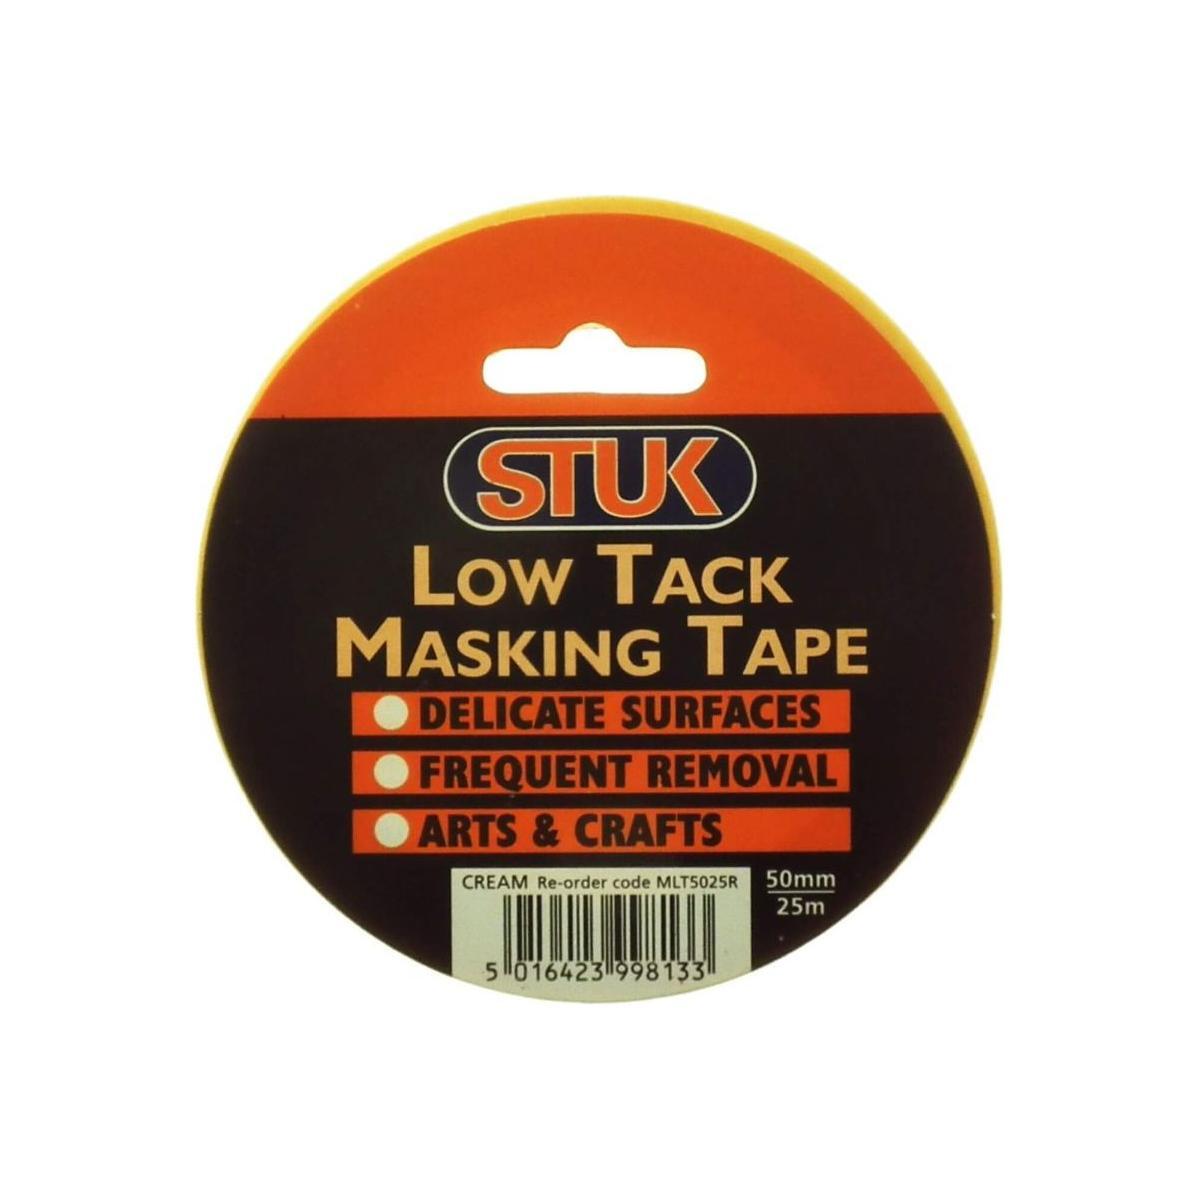 STUK
LOW TACK
MASKING TAPE
DELICATE SURFACES
FREQUENT REMOVAL
ARTS & CRAFTS
CREAM Re-order code MLT5025R
50mm
25m
5 016423 998133